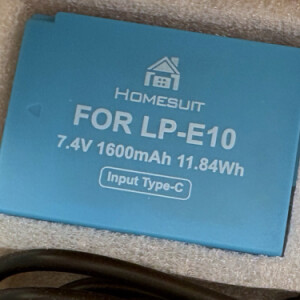 HOMESUIT
FOR LP-E10
7.4V 1600mAh 11.84Wh
Input Type-C